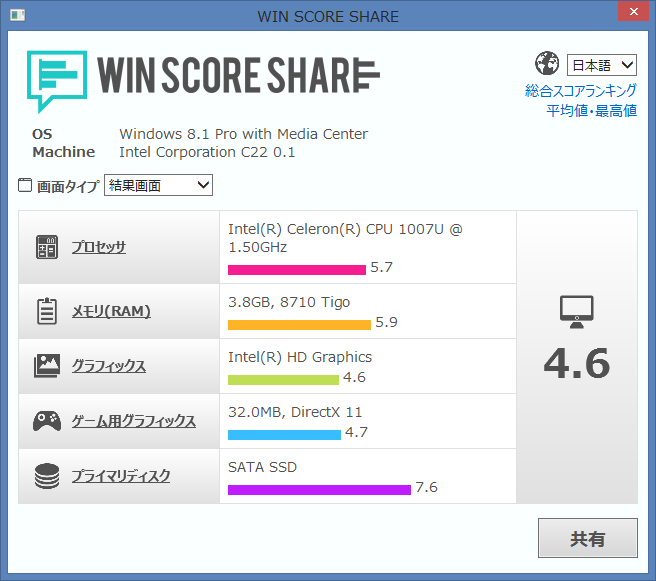 WIN SCORE SHARE
WIN SCORE SHARE
日本語
総合スコアランキング
平均値・最高値
OS Windows 8.1 Pro with Media Center
Machine Intel Corporation C22 0.1
画面タイプ 結果画面
プロセッサ
Intel(R) Celeron(R) CPU 1007U @
1.50GHz
5.7
メモリ(RAM)
3.8GB, 8710 Tigo
5.9
グラフィックス
Intel(R) HD Graphics
4.6
ゲーム用グラフィックス
32.0MB, DirectX 11
4.7
プライマリディスク
SATA SSD
7.6
4.6
共有